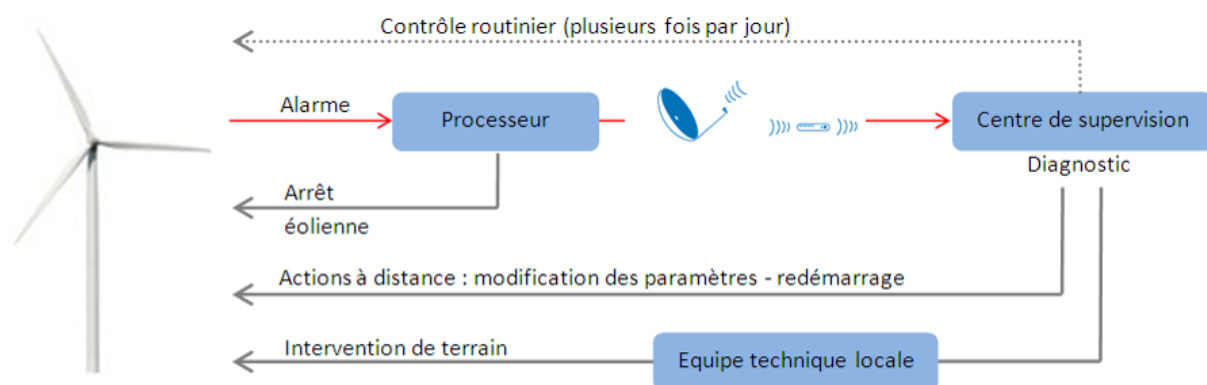 Contrôle routinier (plusieurs fois par jour)
Alarme
Processeur
Centre de supervision
Diagnostic
Arrêt
éolienne
Actions à distance : modification des paramètres - redémarrage
Intervention de terrain
Equipe technique locale